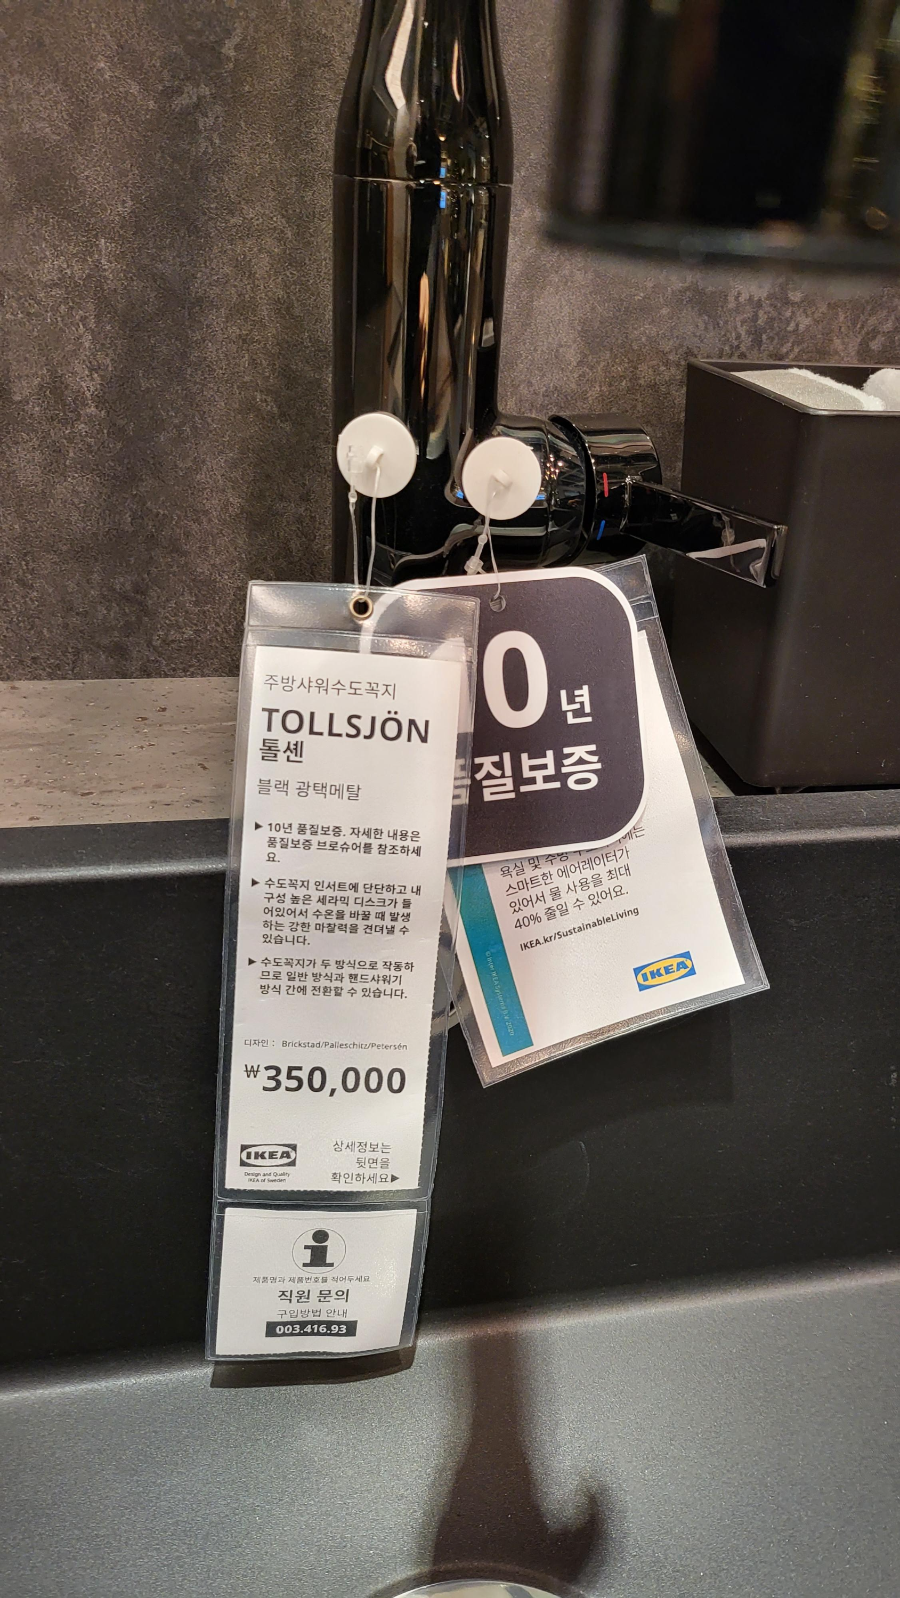 주방샤워수도꼭지
TOLLSJÖN
톨셴
블랙 광택메탈
▶ 10년 품질보증. 자세한 내용은
품질보증 브로슈어를 참조하세
요.
▶ 수도꼭지 인서트에 단단하고 내
구성 높은 세라믹 디스크가 들
어있어서 수온을 바꿀 때 발생
하는 강한 마찰력을 견뎌낼 수
있습니다.
▶ 수도꼭지가 두 방식으로 작동하
므로 일반 방식과 핸드샤워기
방식 간에 전환할 수 있습니다.
디자인 : Brickstad/Palleschitz/Petersén
₩350,000
IKEA
Design and Quality
IKEA of Sweden
상세정보는
뒷면을
확인하세요▶
i
제품명과 제품번호를 적어두세요
직원 문의
구입방법 안내
003.416.93
0년
품질보증
욕실 및 주방
스마트한 에어레이터가
있어서 물 사용을 최대
40% 줄일 수 있어요.
IKEA.kr/SustainableLiving
IKEA